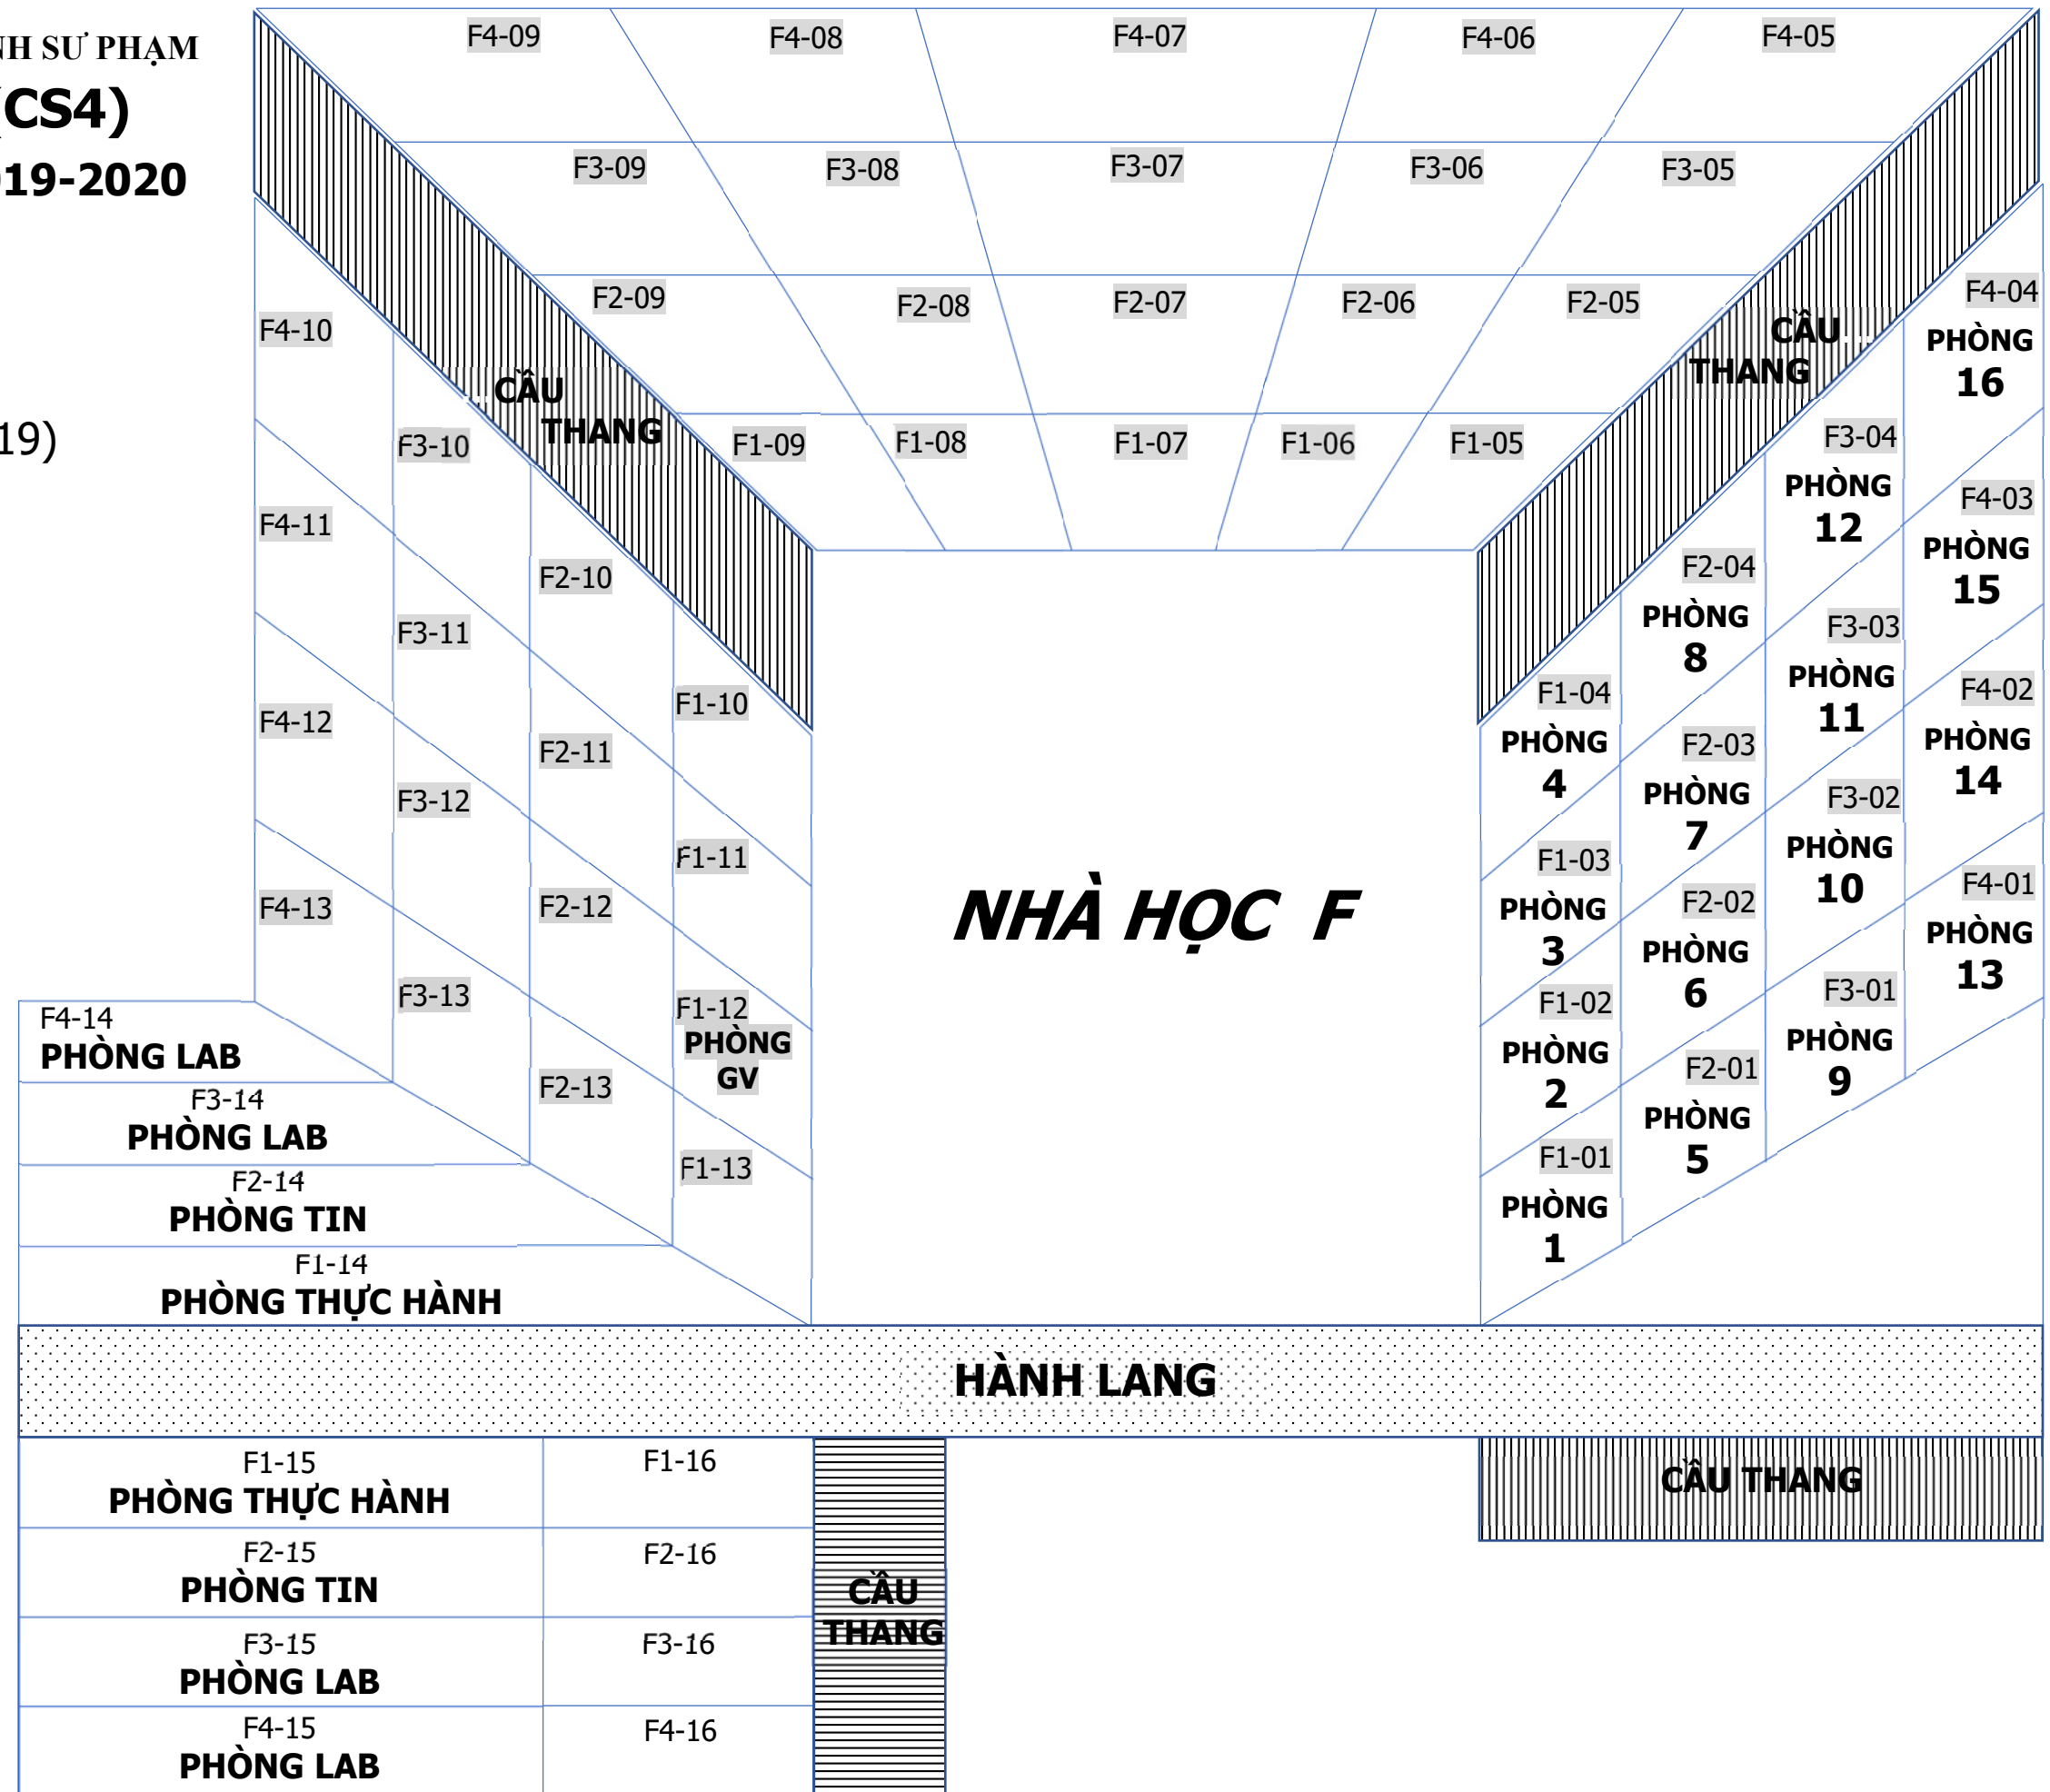 NH SƯ PHẠM
(CS4)
19-2020
19)
F4-09 F4-08 F4-07 F4-06 F4-05
F3-09 F3-08 F3-07 F3-06 F3-05
F2-09 F2-08 F2-07 F2-06 F2-05
F1-09 F1-08 F1-07 F1-06 F1-05
CẦU
THANG
CẦU
THANG
F4-10
F4-11
F4-12
F4-13
F3-10
F3-11
F3-12
F3-13
F2-10
F2-11
F2-12
F2-13
F1-10
F1-11
F1-12
PHÒNG
GV
F1-13
NHÀ HỌC F
F1-04
PHÒNG
4
F1-03
PHÒNG
3
F1-02
PHÒNG
2
F1-01
PHÒNG
1
F2-04
PHÒNG
8
F2-03
PHÒNG
7
F2-02
PHÒNG
6
F2-01
PHÒNG
5
F3-04
PHÒNG
12
F3-03
PHÒNG
11
F3-02
PHÒNG
10
F3-01
PHÒNG
9
F4-04
PHÒNG
16
F4-03
PHÒNG
15
F4-02
PHÒNG
14
F4-01
PHÒNG
13
F4-14
PHÒNG LAB
F3-14
PHÒNG LAB
F2-14
PHÒNG TIN
F1-14
PHÒNG THỰC HÀNH
HÀNH LANG
F1-15
PHÒNG THỰC HÀNH
F1-16
F2-15
PHÒNG TIN
F2-16
F3-15
PHÒNG LAB
F3-16
F4-15
PHÒNG LAB
F4-16
CẦU
THANG
CẦU THANG